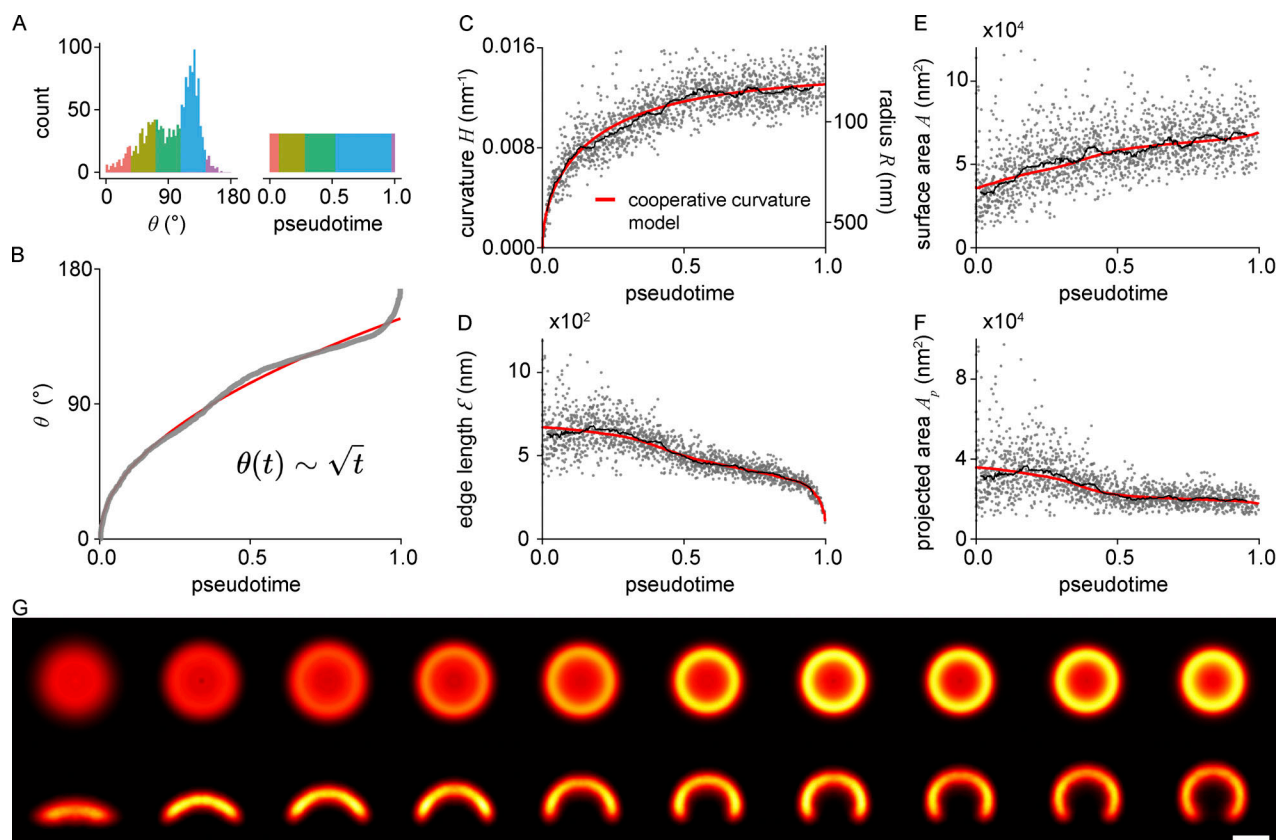 A
count
100
50
0
0
90
180
θ (°)
0.0
1.0
pseudotime
B
180
90
0
θ (°)
θ(t) ∼ √t
0.0
0.5
1.0
pseudotime
C
0.016
0.008
0.000
curvature H (nm⁻¹)
100
500
radius R (nm)
cooperative curvature
model
0.0
0.5
1.0
pseudotime
D
x10²
10
5
0
edge length ℰ (nm)
0.0
0.5
1.0
pseudotime
E
x10⁴
10
5
0
surface area A (nm²)
0.0
0.5
1.0
pseudotime
F
x10⁴
8
4
0
projected area Aₚ (nm²)
0.0
0.5
1.0
pseudotime
G